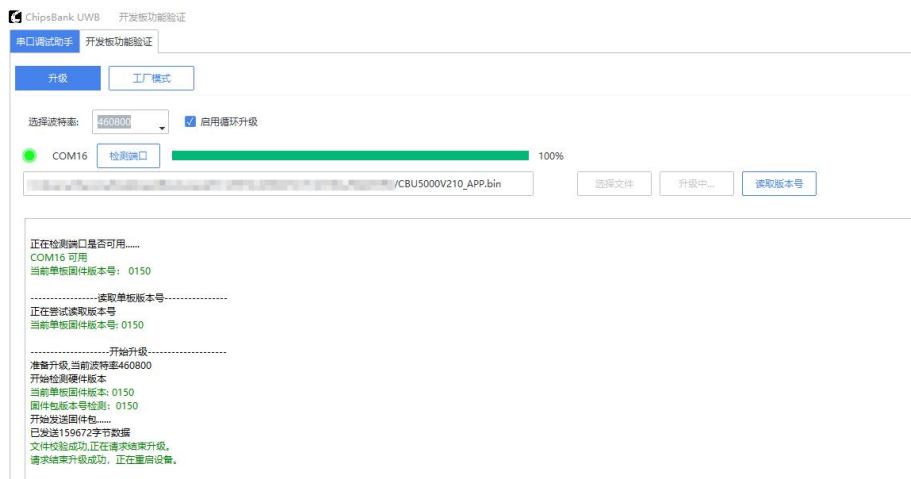 ChipsBank UWB 开发板功能验证
串口调试助手 开发板功能验证
升级 工厂模式
选择波特率: 460800 启用循环升级
COM16 检测端口 100%
/CBU5000V210_APP.bin 选择文件 升级中... 读取版本号
正在检测端口是否可用......
COM16 可用
当前单板固件版本号： 0150
-----------------读取单板版本号----------------
正在尝试读取版本号
当前单板固件版本号: 0150
--------------------开始升级--------------------
准备升级,当前波特率460800
开始检测硬件版本
当前单板固件版本: 0150
固件包版本号检测：0150
开始发送固件包......
已发送159672字节数据
文件校验成功,正在请求结束升级。
请求结束升级成功，正在重启设备。